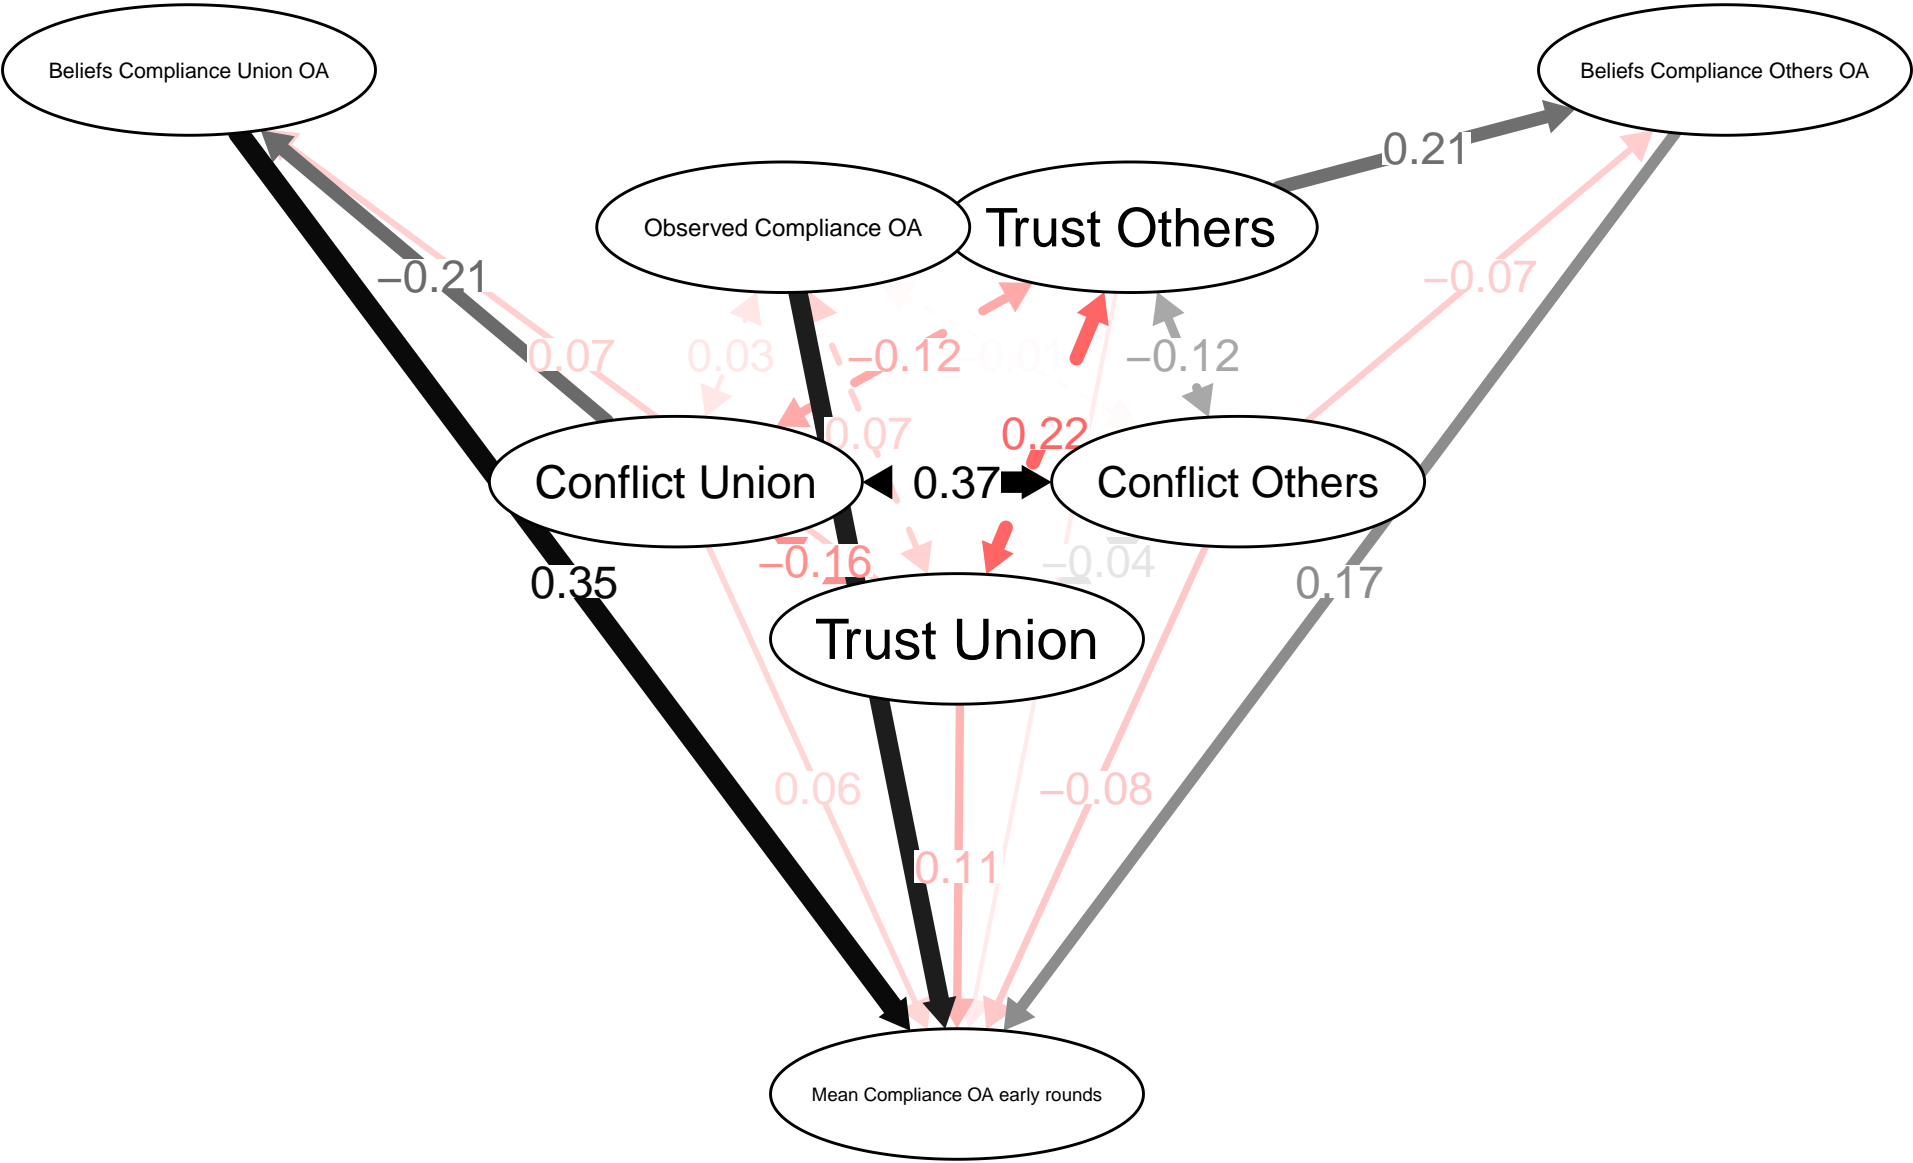 Beliefs Compliance Union OA
Beliefs Compliance Others OA
0.21
Observed Compliance OA
Trust Others
−0.21
−0.07
0.07
0.03
−0.12
−0.01
−0.12
0.07
0.22
Conflict Union
0.37
Conflict Others
−0.16
−0.04
0.35
0.17
Trust Union
0.06
−0.08
0.11
Mean Compliance OA early rounds